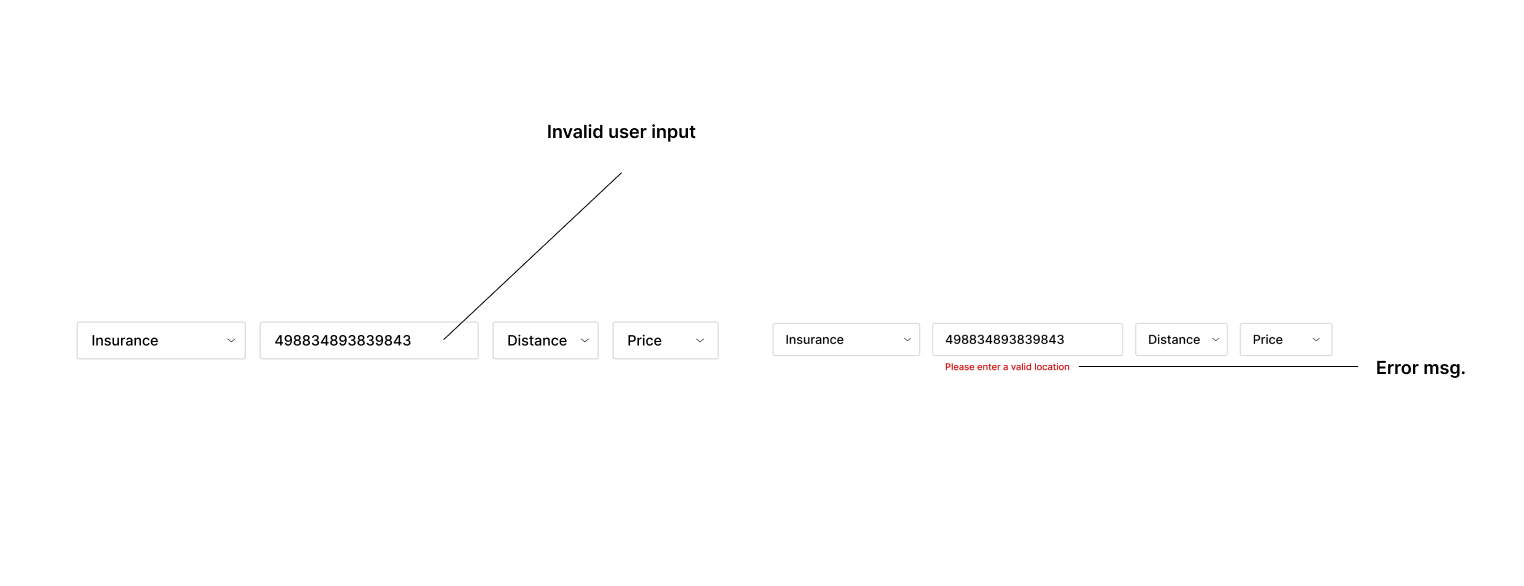 Invalid user input
Insurance
498834893839843
Distance
Price
Insurance
498834893839843
Distance
Price
Please enter a valid location
Error msg.